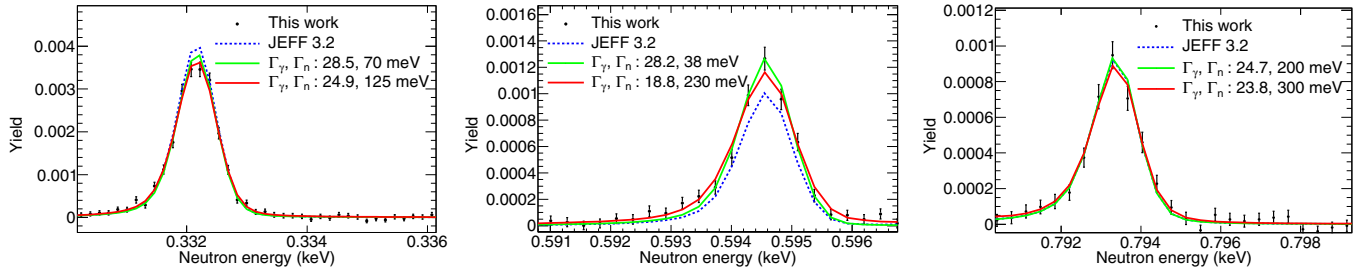 This work
JEFF 3.2
Γγ, Γn : 28.5, 70 meV
Γγ, Γn : 24.9, 125 meV
Yield
0.004
0.003
0.002
0.001
0
0.332
0.334
0.336
Neutron energy (keV)
This work
JEFF 3.2
Γγ, Γn : 28.2, 38 meV
Γγ, Γn : 18.8, 230 meV
Yield
0.0016
0.0014
0.0012
0.001
0.0008
0.0006
0.0004
0.0002
0
0.591
0.592
0.593
0.594
0.595
0.596
Neutron energy (keV)
This work
JEFF 3.2
Γγ, Γn : 24.7, 200 meV
Γγ, Γn : 23.8, 300 meV
Yield
0.0012
0.001
0.0008
0.0006
0.0004
0.0002
0
0.792
0.794
0.796
0.798
Neutron energy (keV)